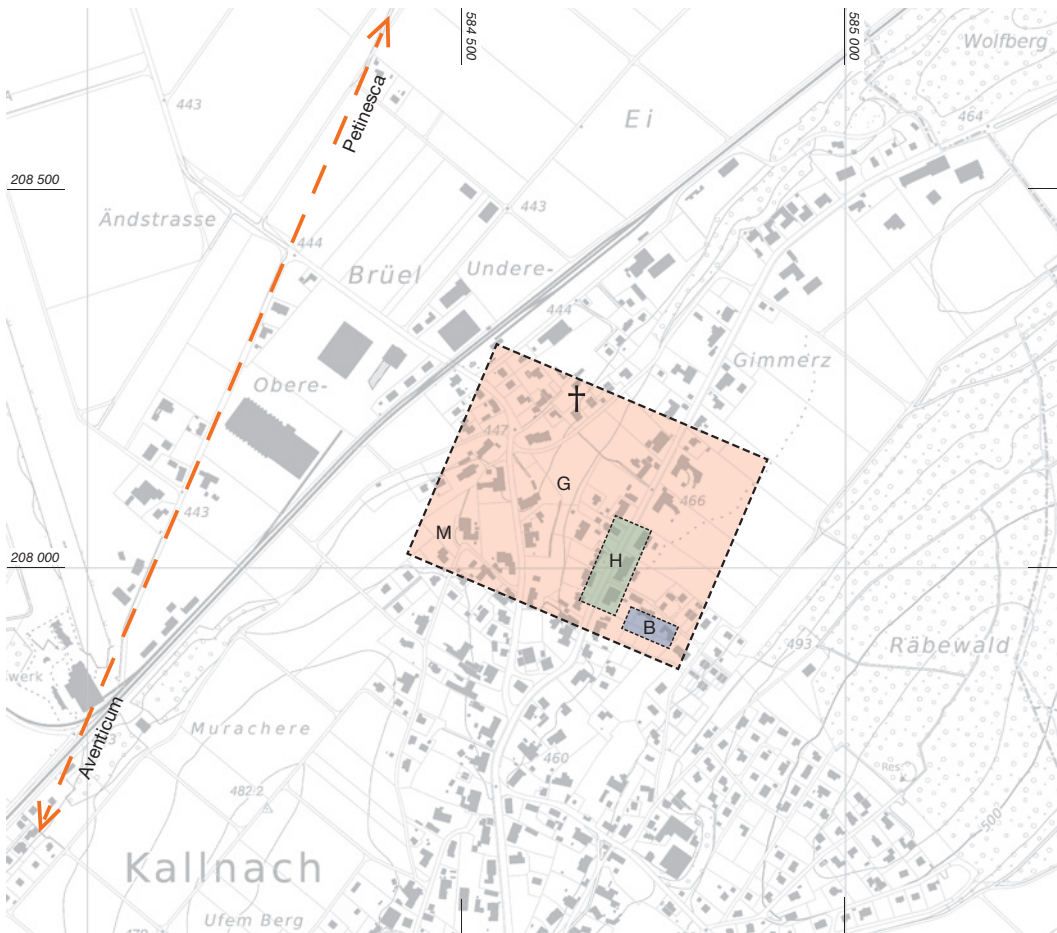 584 500
585 000
Wolfberg
443
Ei
464
Petinesca
208 500
443
Ändstrasse
444
Brüel
Undere-
444
Gimmerz
Obere-
447
G
466
443
M
H
208 000
B
493
Räbewald
werk
Murachere
Aventicum
460
Res.
482.2
500
Kallnach
Ufem Berg
479